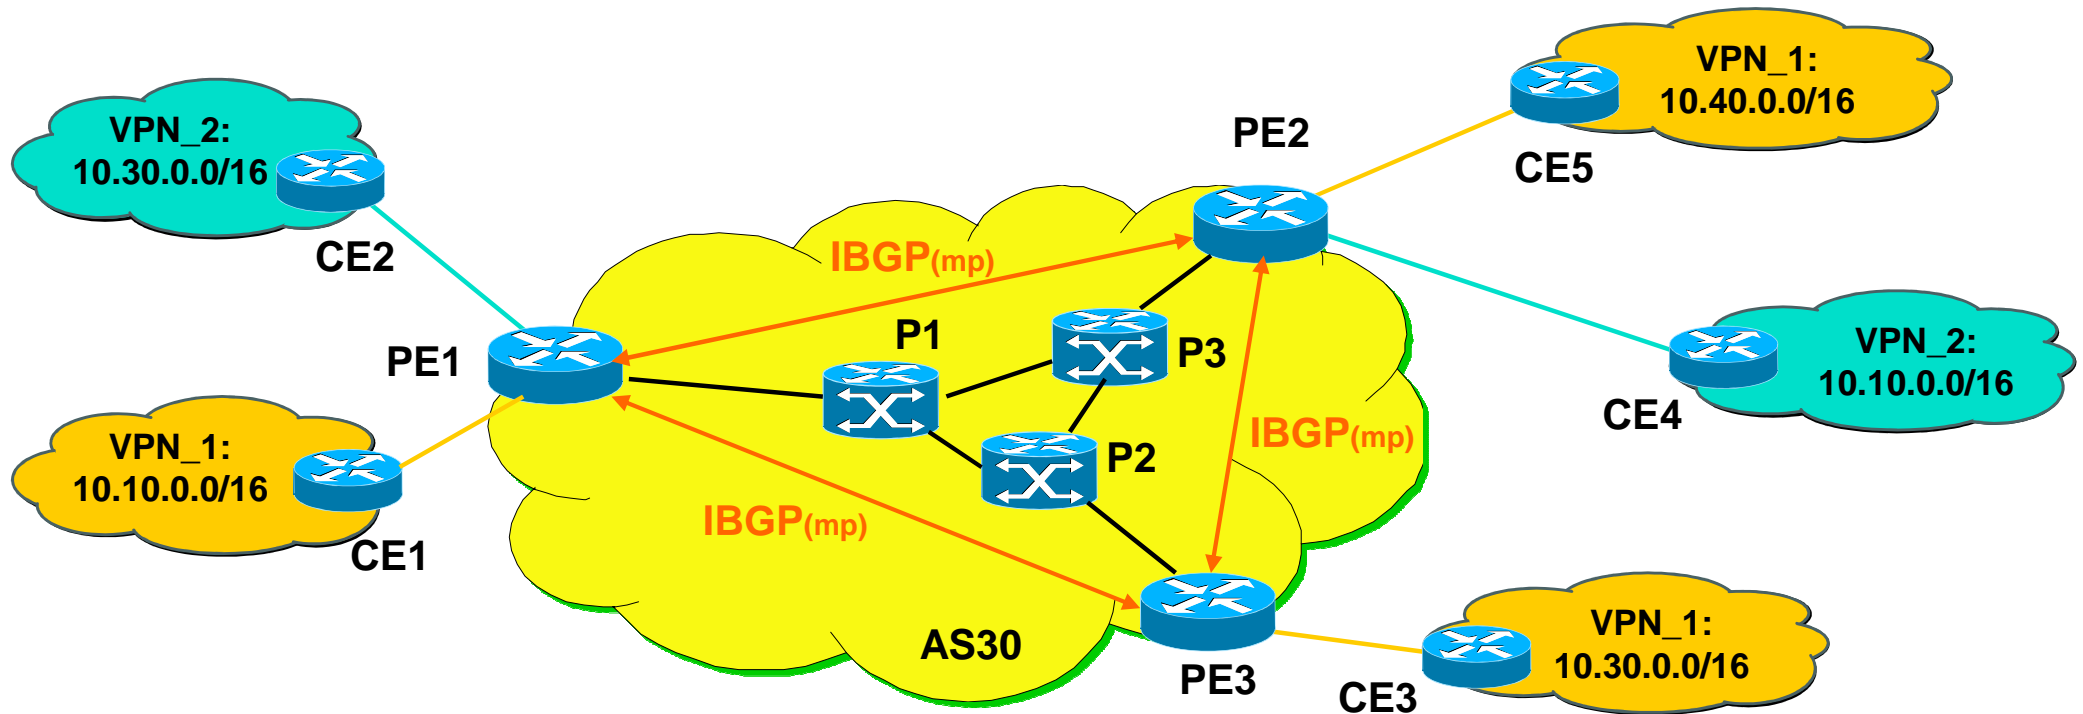 VPN_1:
10.40.0.0/16
PE2
CE5
VPN_2:
10.30.0.0/16
CE2
IBGP(mp)
P1
P3
PE1
VPN_2:
10.10.0.0/16
CE4
IBGP(mp)
P2
VPN_1:
10.10.0.0/16
CE1
IBGP(mp)
AS30
PE3
VPN_1:
10.30.0.0/16
CE3